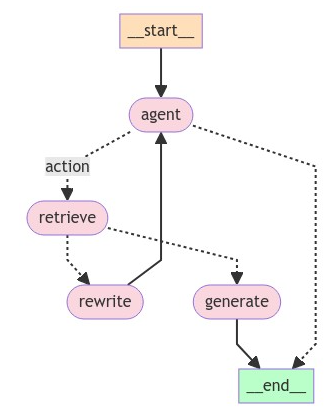 __start__
agent
action
retrieve
rewrite
generate
__end__